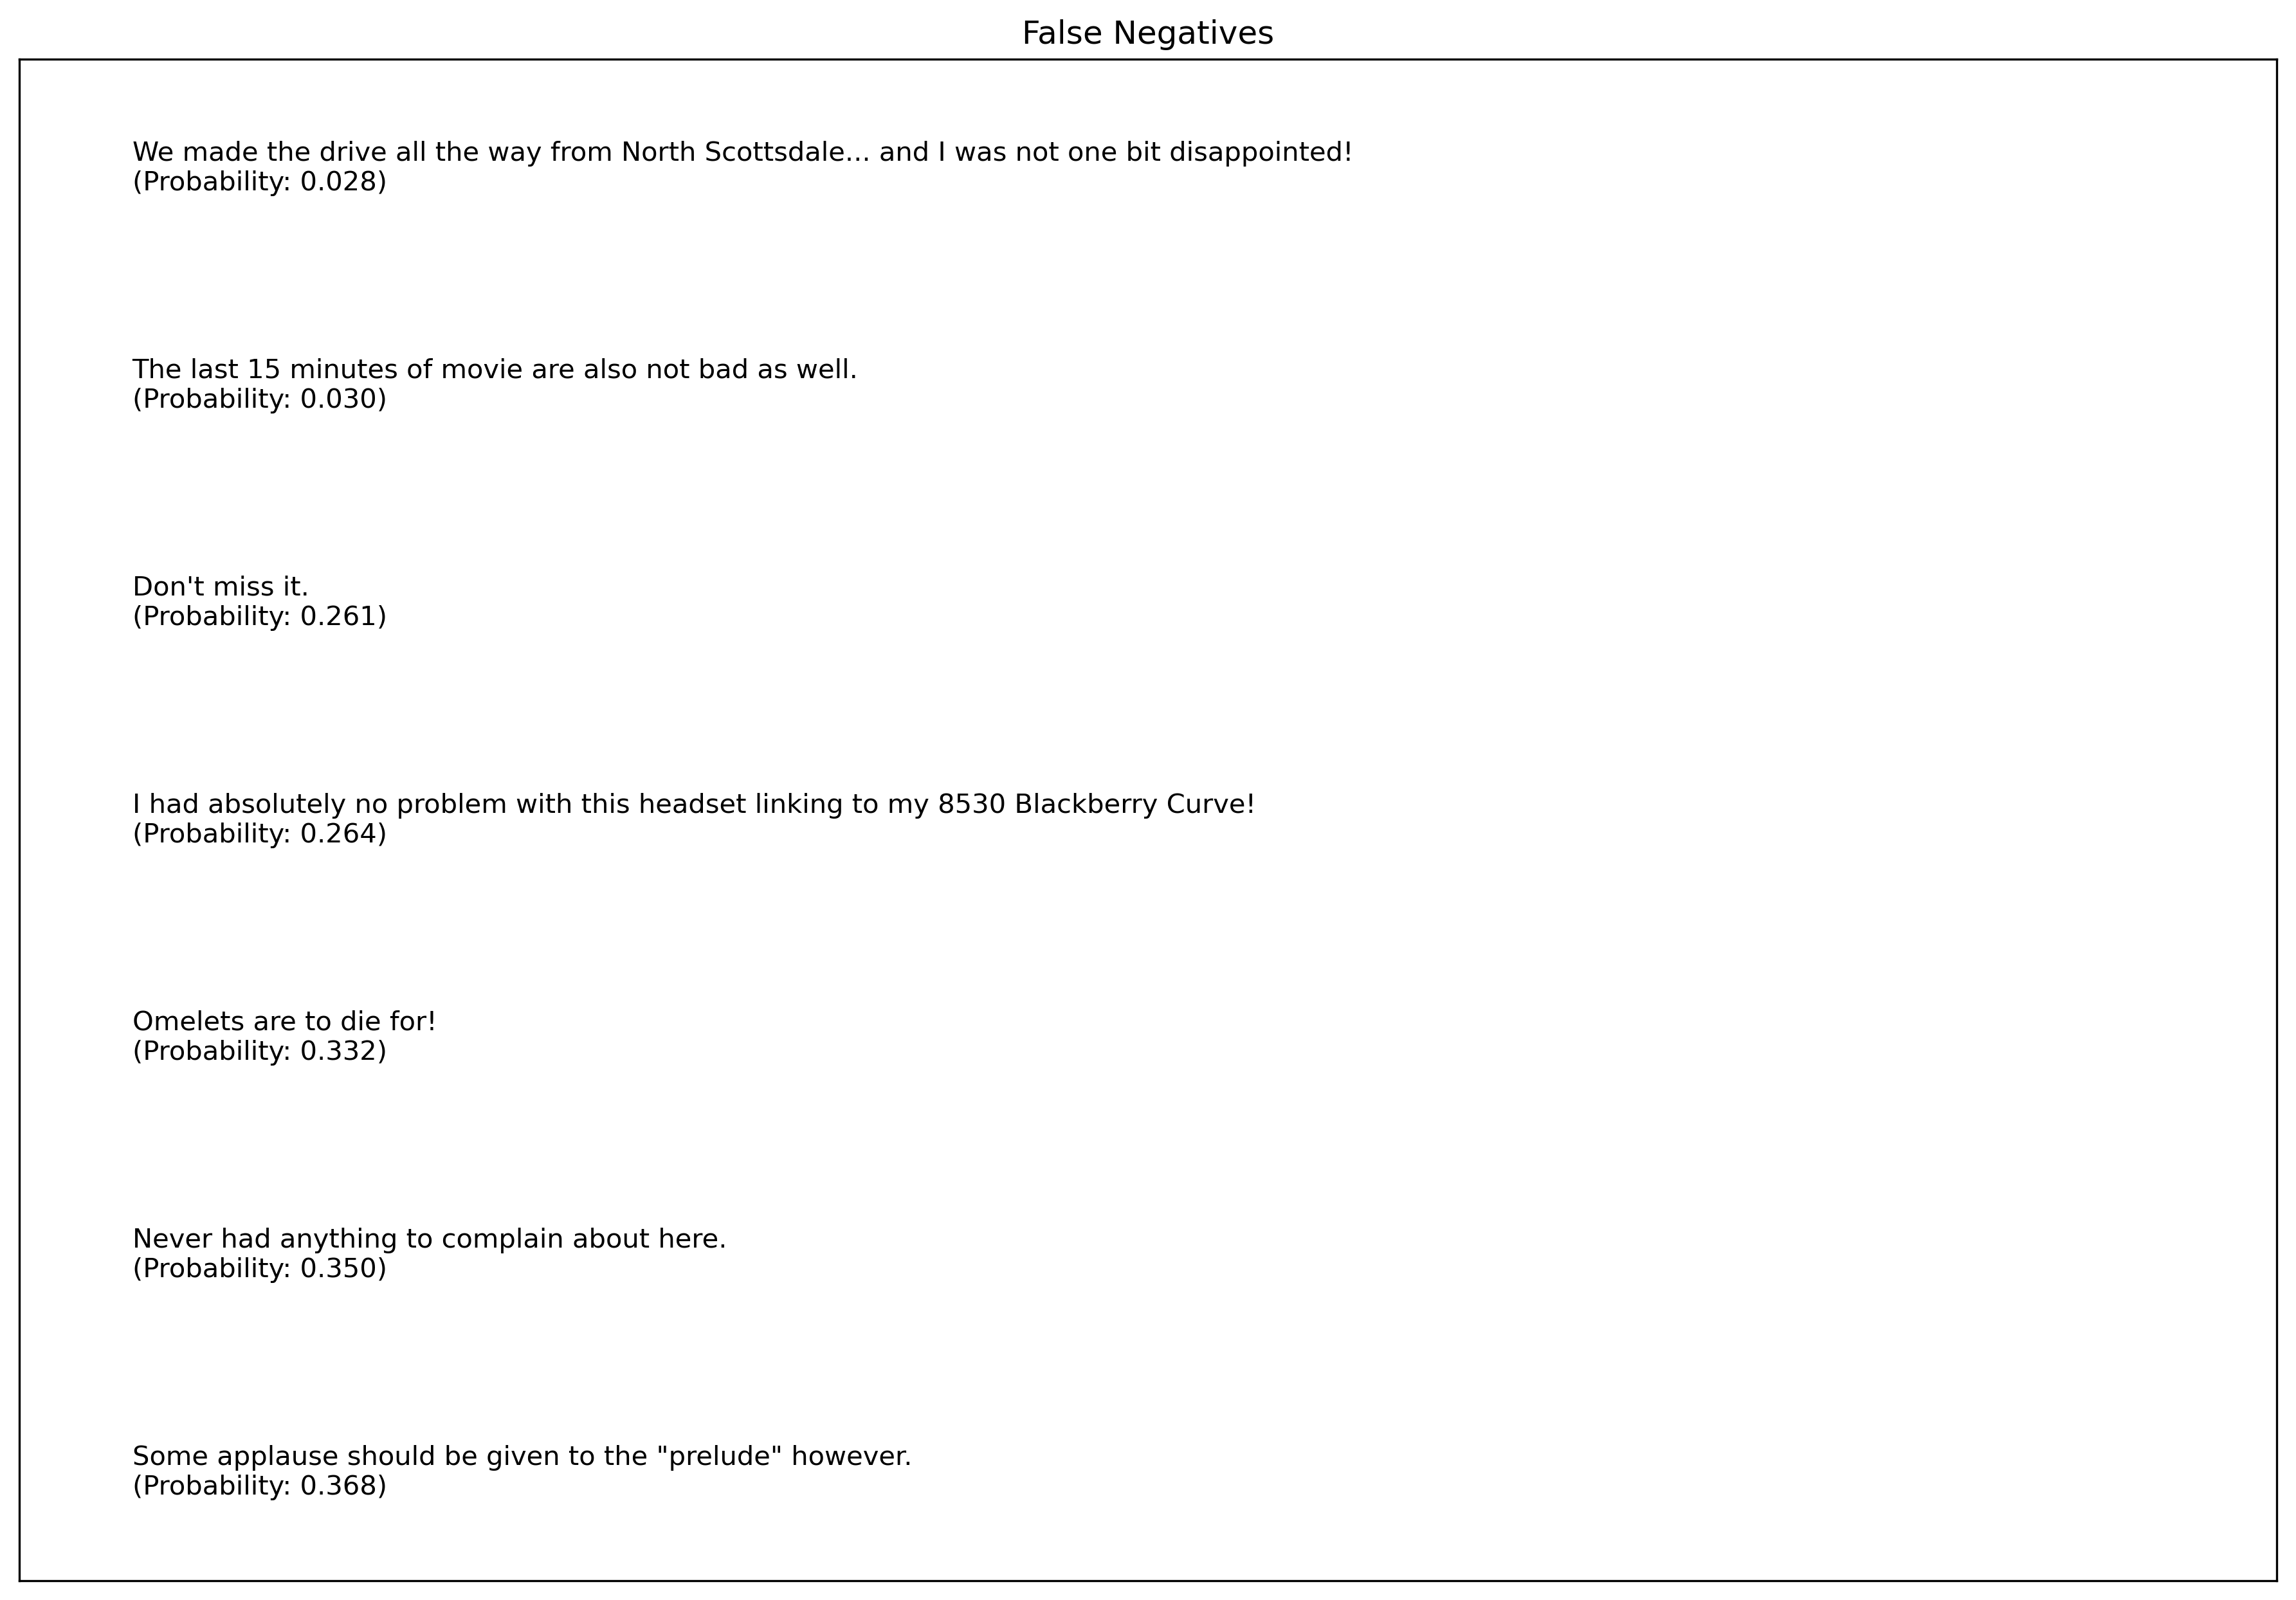 False Negatives
We made the drive all the way from North Scottsdale... and I was not one bit disappointed!
(Probability: 0.028)
The last 15 minutes of movie are also not bad as well.
(Probability: 0.030)
Don't miss it.
(Probability: 0.261)
I had absolutely no problem with this headset linking to my 8530 Blackberry Curve!
(Probability: 0.264)
Omelets are to die for!
(Probability: 0.332)
Never had anything to complain about here.
(Probability: 0.350)
Some applause should be given to the "prelude" however.
(Probability: 0.368)